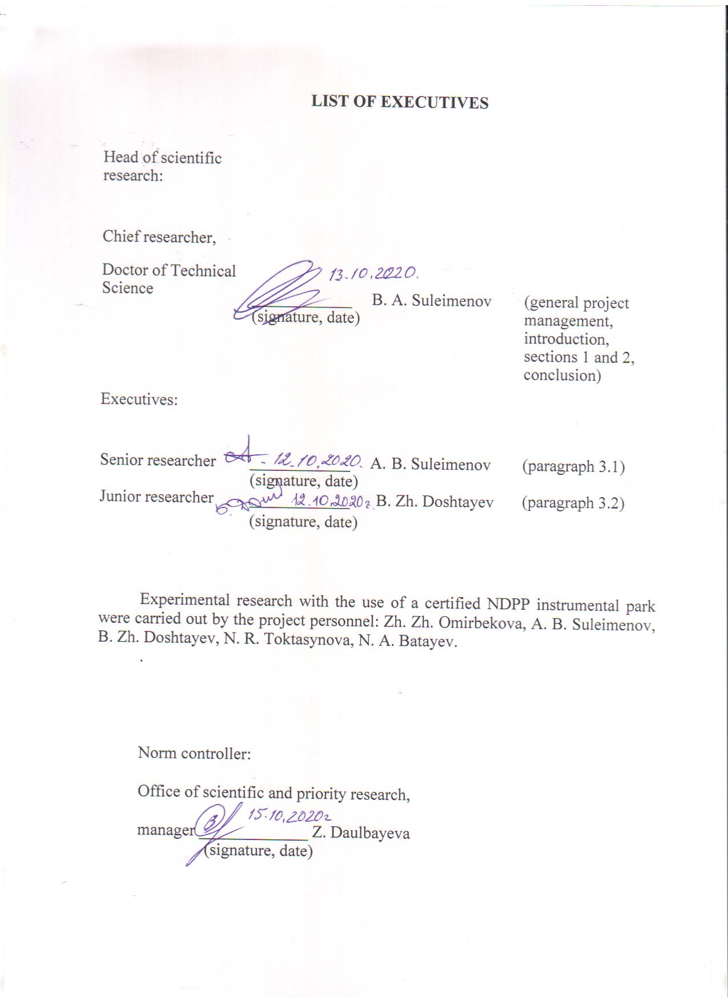 LIST OF EXECUTIVES
Head of scientific
research:
Chief researcher,
Doctor of Technical
Science
13.10.2020.
B. A. Suleimenov
(signature, date)
(general project
management,
introduction,
sections 1 and 2,
conclusion)
Executives:
Senior researcher 12.10.2020. A. B. Suleimenov (paragraph 3.1)
(signature, date)
Junior researcher 12.10.2020г. B. Zh. Doshtayev (paragraph 3.2)
(signature, date)
Experimental research with the use of a certified NDPP instrumental park
were carried out by the project personnel: Zh. Zh. Omirbekova, A. B. Suleimenov,
B. Zh. Doshtayev, N. R. Toktasynova, N. A. Batayev.
.
Norm controller:
Office of scientific and priority research,
15.10.2020г
manager Z. Daulbayeva
(signature, date)